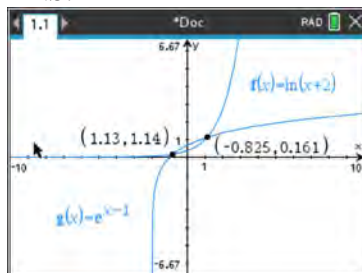 1.1 *Doc PAD
6.67 y
f(x)=ln(x+2)
(1.13,1.14) 1
x
-10 1 10
(-0.825,0.161)
g(x)=e^x-1
-6.67